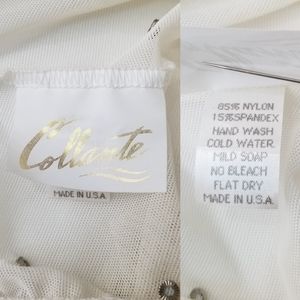 Collante
MADE IN U.S.A.
85% NYLON
15% SPANDEX
HAND WASH
COLD WATER
MILD SOAP
NO BLEACH
FLAT DRY
MADE IN U.S.A.